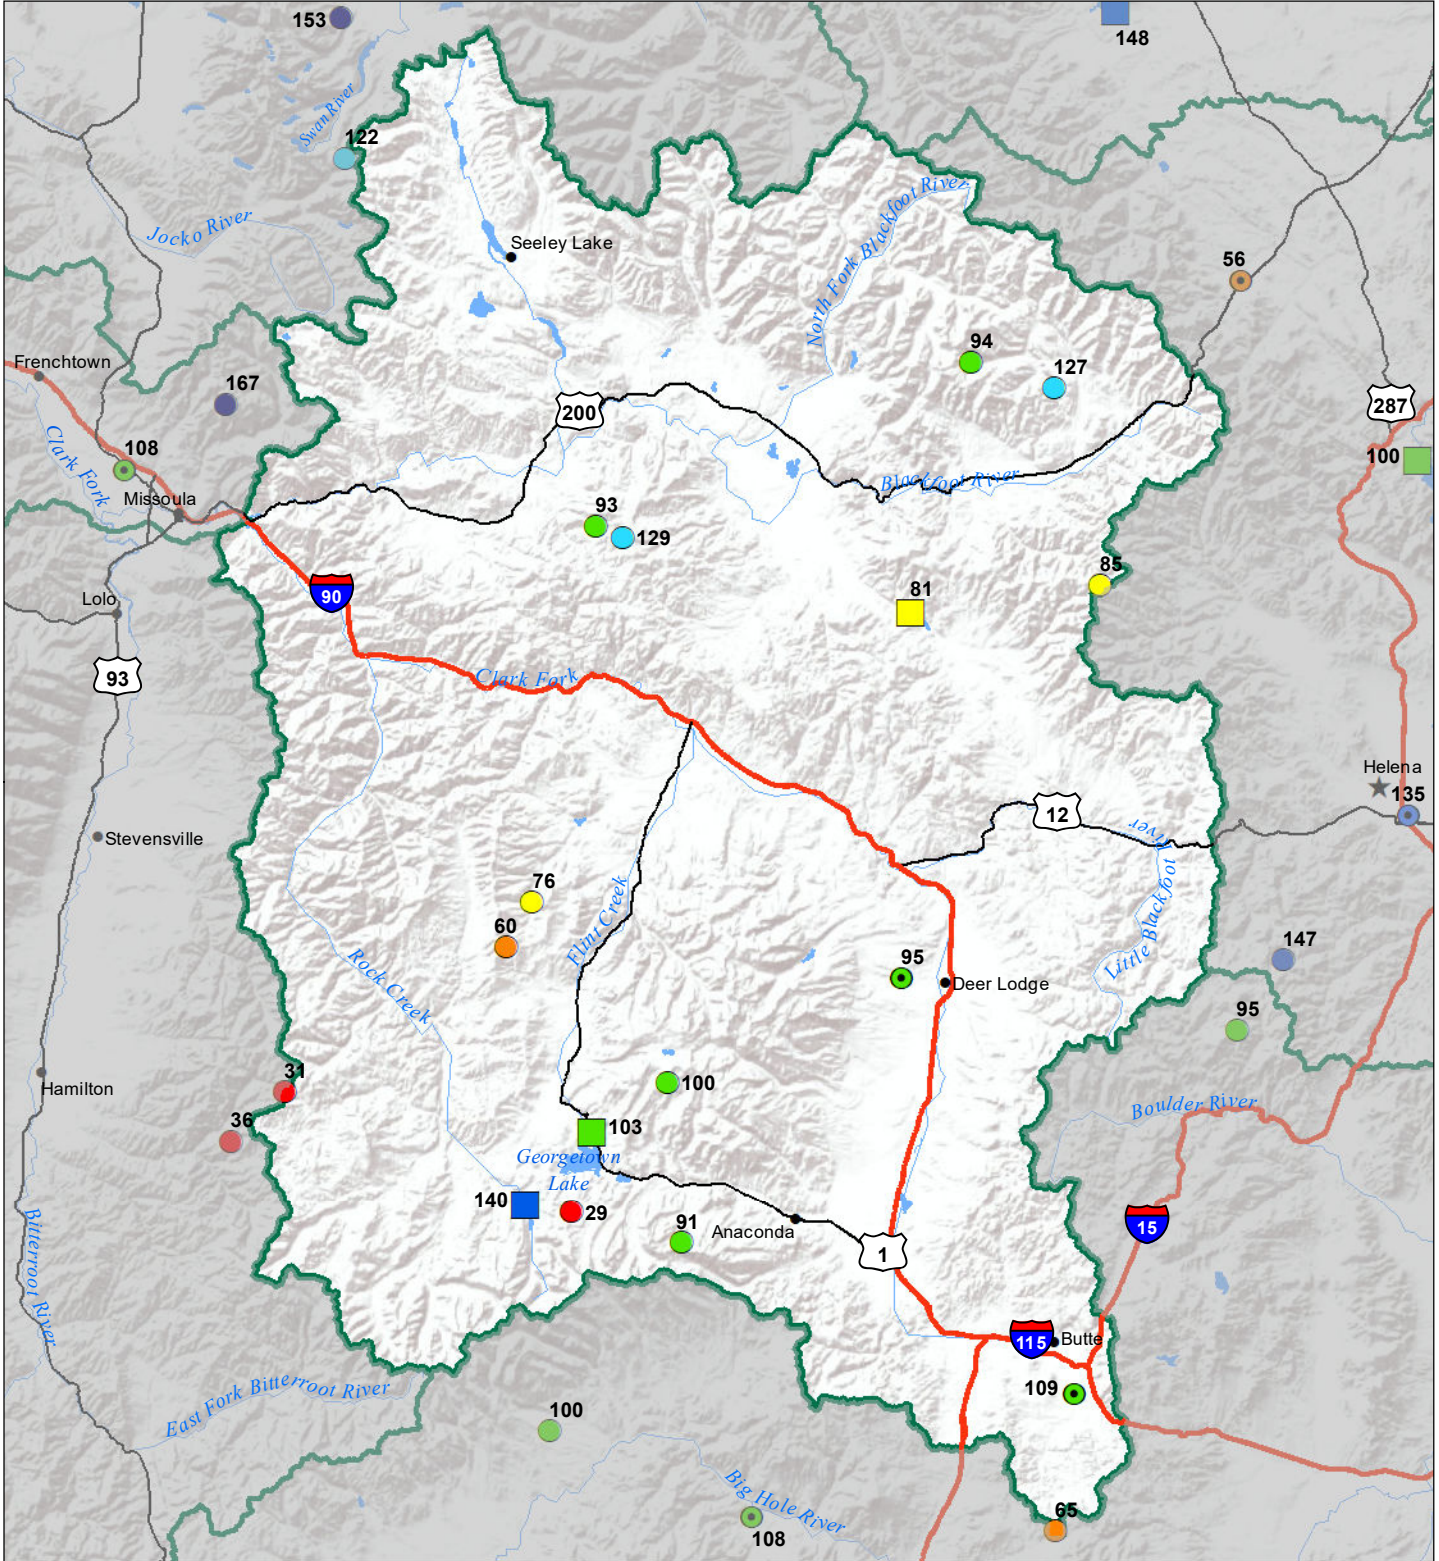 153
148
Swan River
122
Jocko River
Seeley Lake
North Fork Blackfoot River
56
Frenchtown
94
127
167
200
287
Clark Fork
108
100
Missoula
Blackfoot River
93
129
85
90
81
Lolo
93
Clark Fork
Helena
135
12
Stevensville
Little Blackfoot
River
76
Flint Creek
60
Rock Creek
95
147
Deer Lodge
95
31
100
Hamilton
Boulder River
36
103
Georgetown
Lake
140
29
91
Anaconda
15
1
Bitterroot River
115
Butte
109
East Fork Bitterroot River
100
Big Hole River
65
108